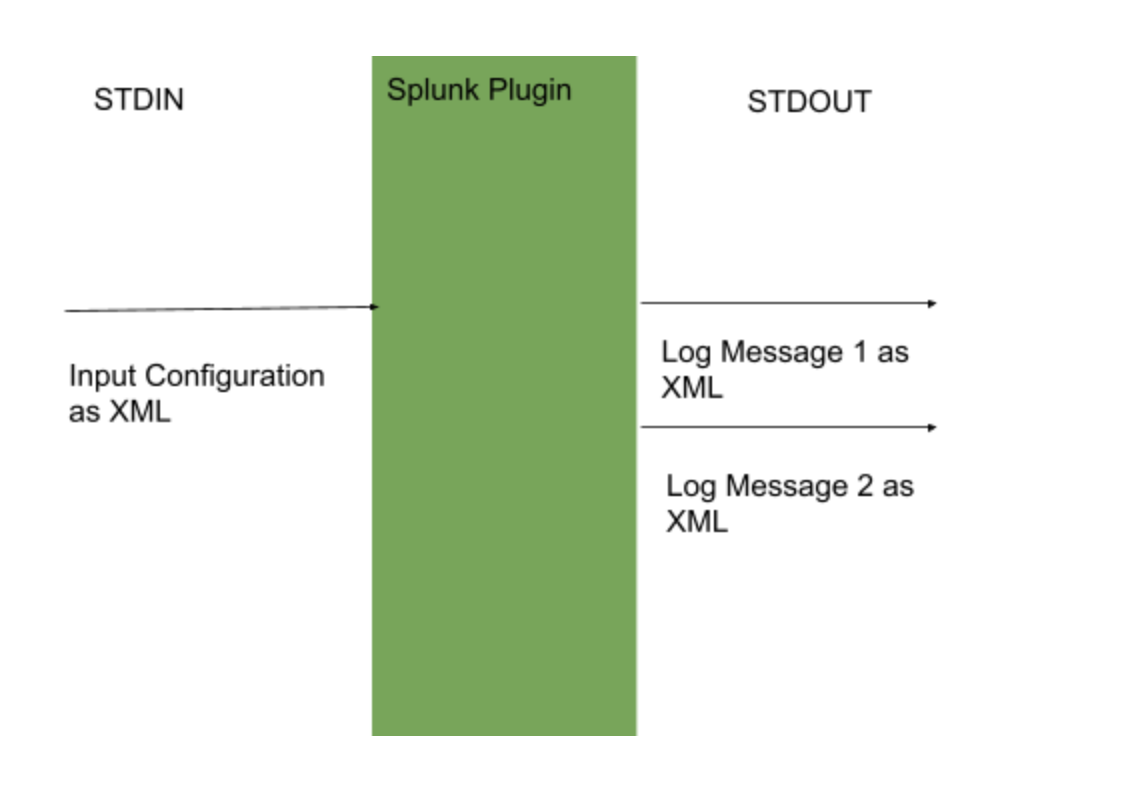 STDIN
Splunk Plugin
STDOUT
Input Configuration
as XML
Log Message 1 as
XML
Log Message 2 as
XML